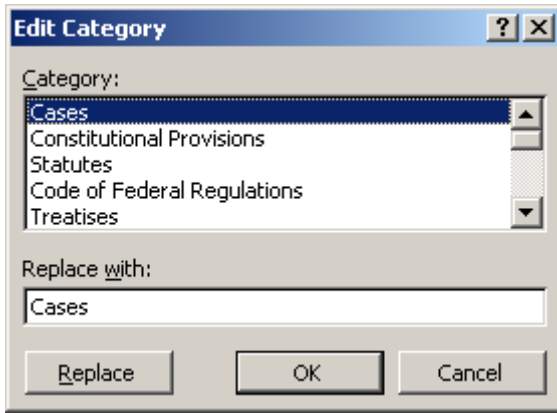 Edit Category
Category:
Cases
Constitutional Provisions
Statutes
Code of Federal Regulations
Treatises
Replace with:
Cases
Replace OK Cancel